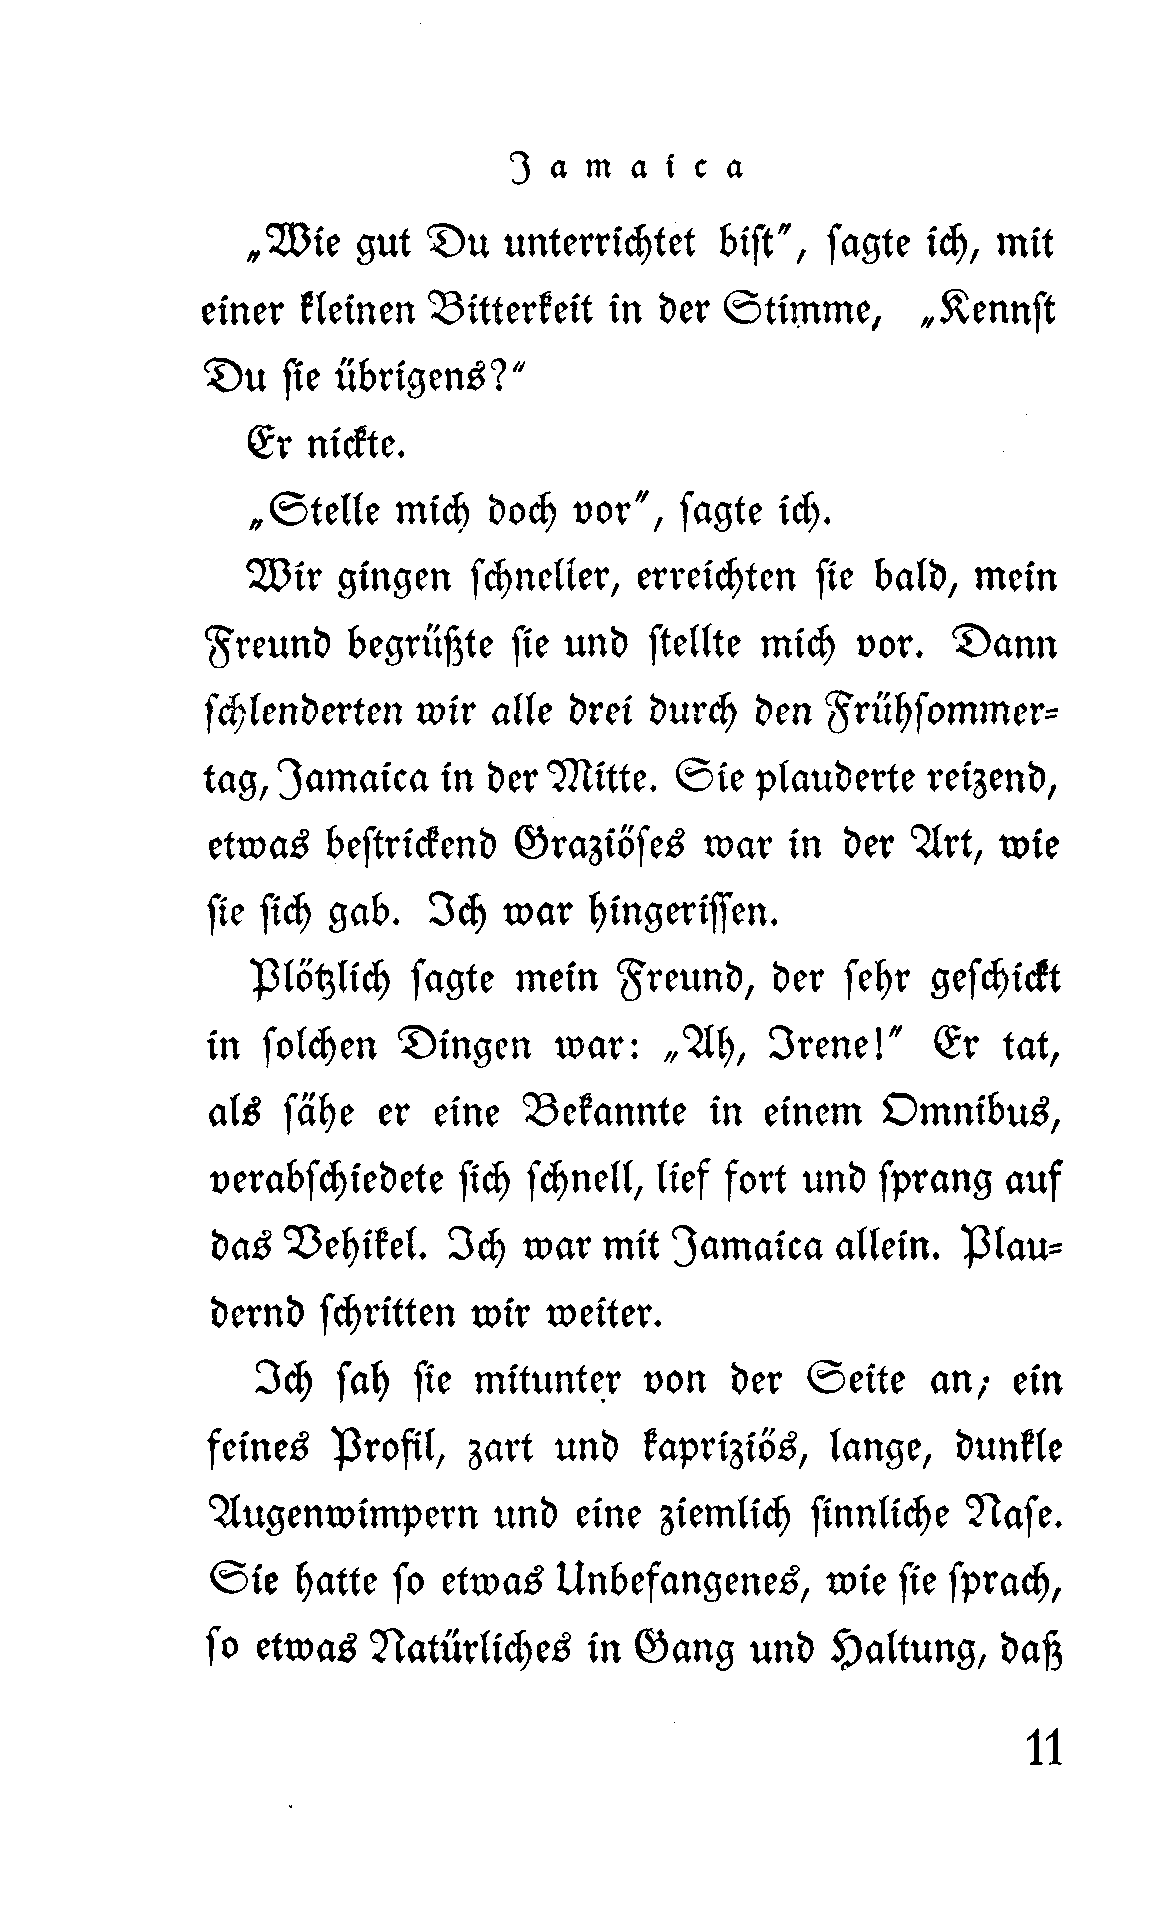 Jamaica
„Wie gut Du unterrichtet bist", sagte ich, mit
einer kleinen Bitterkeit in der Stimme, „Kennst
Du sie übrigens?"
Er nickte.
„Stelle mich doch vor", sagte ich.
Wir gingen schneller, erreichten sie bald, mein
Freund begrüßte sie und stellte mich vor. Dann
schlenderten wir alle drei durch den Frühsommer-
tag, Jamaica in der Mitte. Sie plauderte reizend,
etwas bestrickend Graziöses war in der Art, wie
sie sich gab. Ich war hingerissen.
Plötzlich sagte mein Freund, der sehr geschickt
in solchen Dingen war: „Ah, Irene!" Er tat,
als sähe er eine Bekannte in einem Omnibus,
verabschiedete sich schnell, lief fort und sprang auf
das Vehikel. Ich war mit Jamaica allein. Plau-
dernd schritten wir weiter.
Ich sah sie mitunter von der Seite an; ein
feines Profil, zart und kapriziös, lange, dunkle
Augenwimpern und eine ziemlich sinnliche Nase.
Sie hatte so etwas Unbefangenes, wie sie sprach,
so etwas Natürliches in Gang und Haltung, daß
11